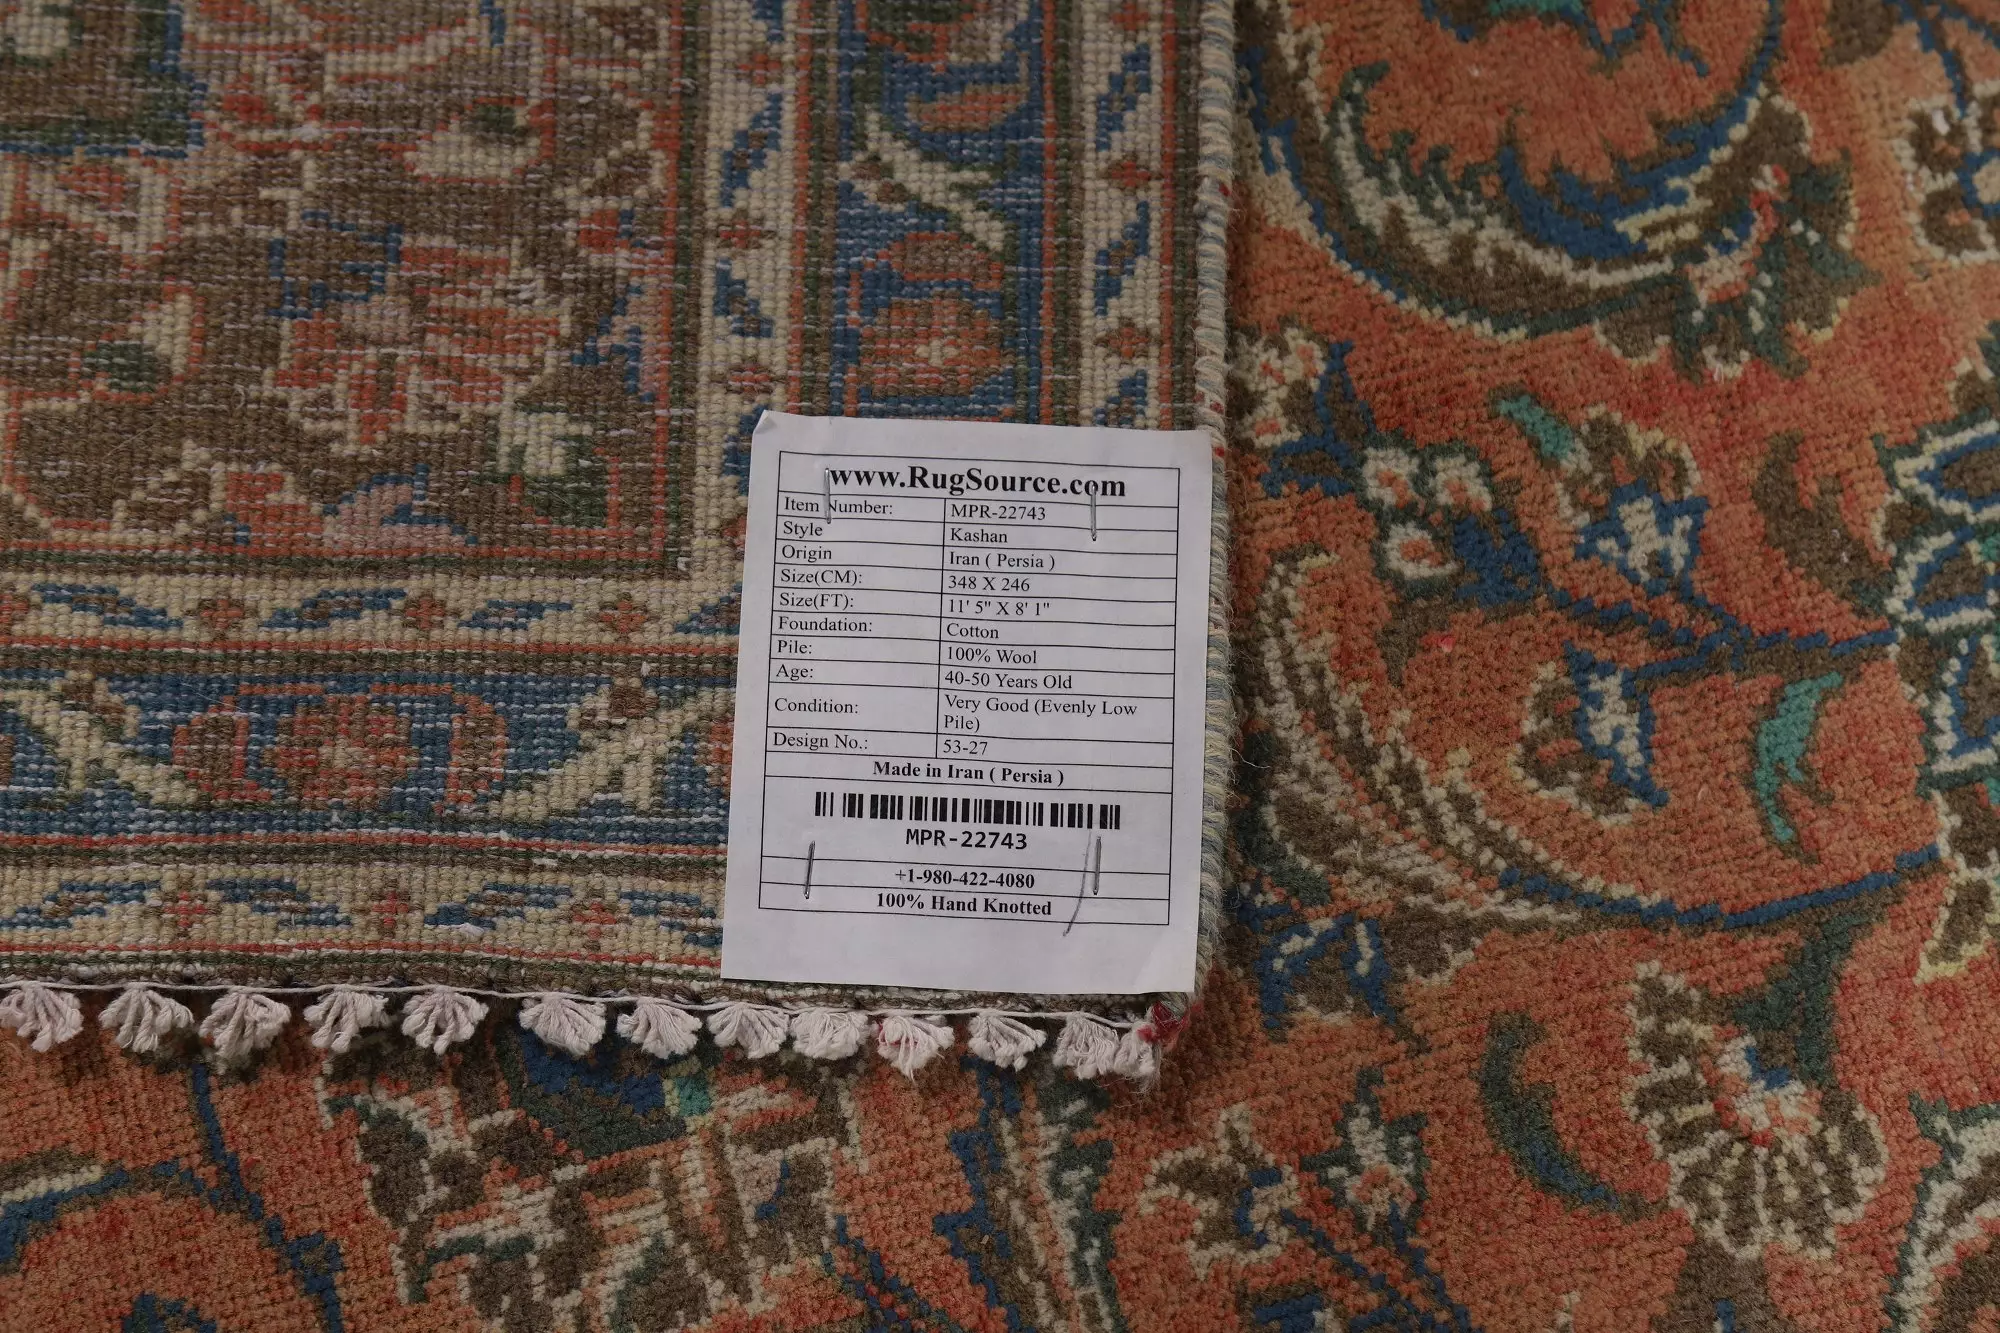 www.RugSource.com
Item Number: MPR-22743
Style Kashan
Origin Iran ( Persia )
Size(CM): 348 X 246
Size(FT): 11' 5" X 8' 1"
Foundation: Cotton
Pile: 100% Wool
Age: 40-50 Years Old
Condition: Very Good (Evenly Low
Pile)
Design No.: 53-27
Made in Iran ( Persia )
MPR-22743
+1-980-422-4080
100% Hand Knotted